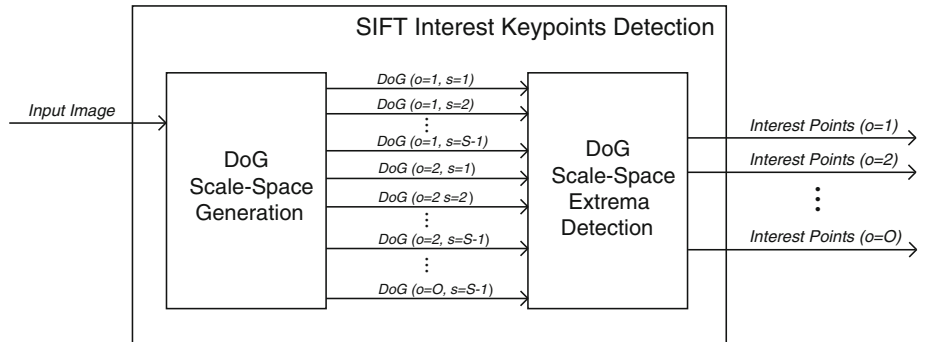 SIFT Interest Keypoints Detection
Input Image
DoG
Scale-Space
Generation
DoG (o=1, s=1)
DoG (o=1, s=2)
DoG (o=1, s=S-1)
DoG (o=2, s=1)
DoG (o=2 s=2)
DoG (o=2, s=S-1)
DoG (o=O, s=S-1)
DoG
Scale-Space
Extrema
Detection
Interest Points (o=1)
Interest Points (o=2)
Interest Points (o=O)